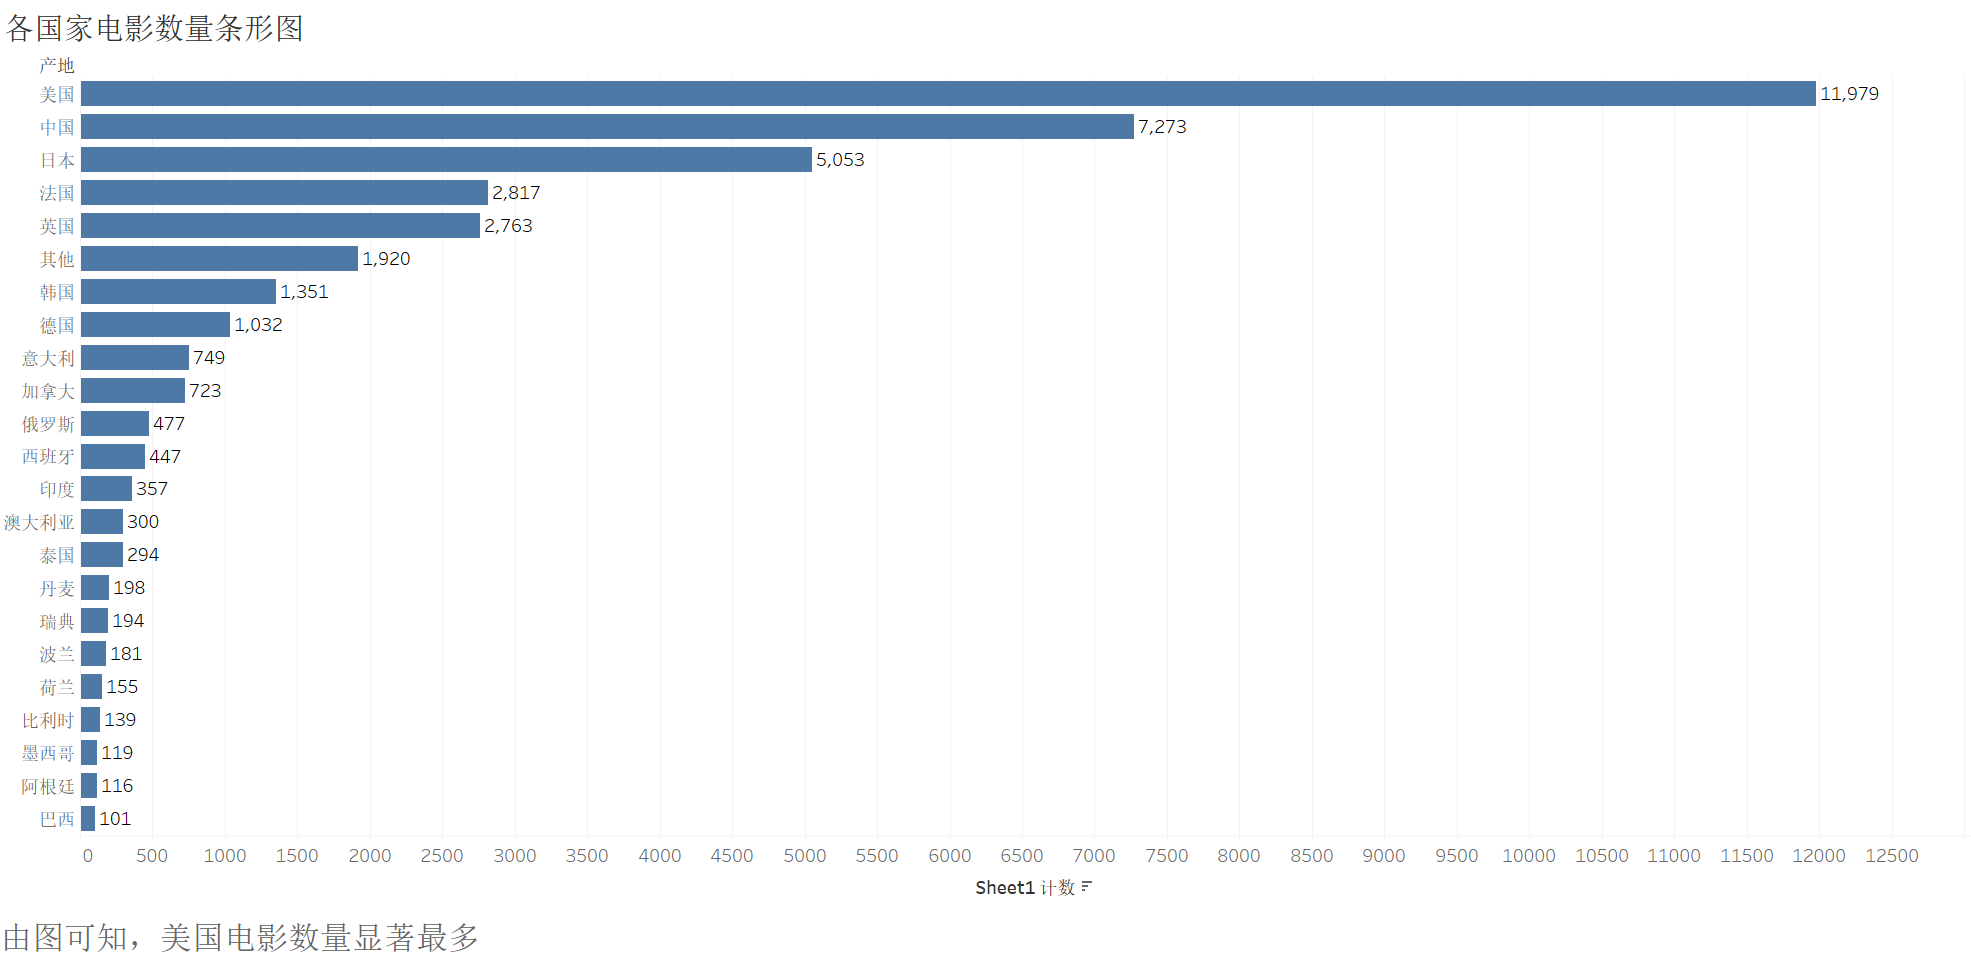 各国家电影数量条形图
产地
美国 11,979
中国 7,273
日本 5,053
法国 2,817
英国 2,763
其他 1,920
韩国 1,351
德国 1,032
意大利 749
加拿大 723
俄罗斯 477
西班牙 447
印度 357
澳大利亚 300
泰国 294
丹麦 198
瑞典 194
波兰 181
荷兰 155
比利时 139
墨西哥 119
阿根廷 116
巴西 101
0 500 1000 1500 2000 2500 3000 3500 4000 4500 5000 5500 6000 6500 7000 7500 8000 8500 9000 9500 10000 10500 11000 11500 12000 12500
Sheet1 计数
由图可知，美国电影数量显著最多